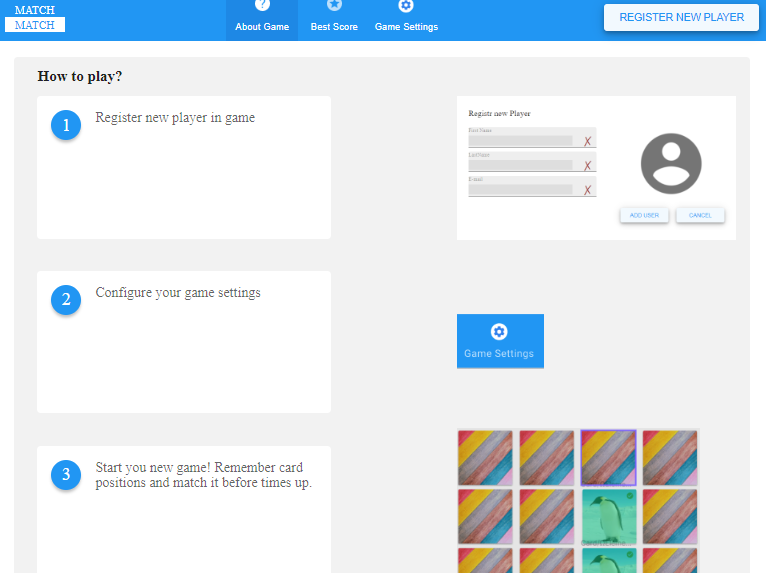 MATCH
MATCH
About Game
Best Score
Game Settings
REGISTER NEW PLAYER
How to play?
1
Register new player in game
Registr new Player
First Name
X
LastName
X
E-mail
X
ADD USER
CANCEL
2
Configure your game settings
Game Settings
3
Start you new game! Remember card
positions and match it before times up.